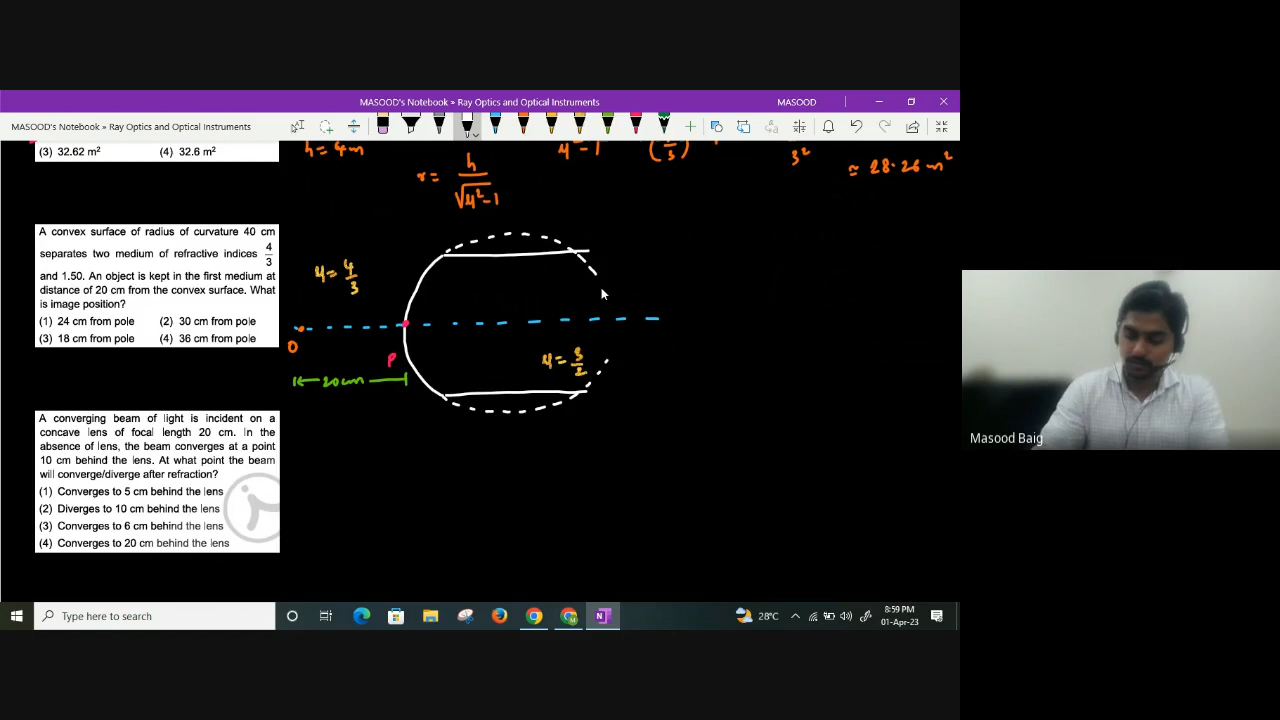 MASOOD's Notebook » Ray Optics and Optical Instruments
MASOOD
MASOOD's Notebook » Ray Optics and Optical Instruments
(3) 32.62 m² (4) 32.6 m²
h = 4m
r = h / √μ²-1
μ²-1
3²
≈ 28.26 m²
A convex surface of radius of curvature 40 cm
separates two medium of refractive indices 4/3
and 1.50. An object is kept in the first medium at
distance of 20 cm from the convex surface. What
is image position?
(1) 24 cm from pole (2) 30 cm from pole
(3) 18 cm from pole (4) 36 cm from pole
μ = 4/3
O
P
20cm
μ = 3/2
A converging beam of light is incident on a
concave lens of focal length 20 cm. In the
absence of lens, the beam converges at a point
10 cm behind the lens. At what point the beam
will converge/diverge after refraction?
(1) Converges to 5 cm behind the lens
(2) Diverges to 10 cm behind the lens
(3) Converges to 6 cm behind the lens
(4) Converges to 20 cm behind the lens
Masood Baig
Type here to search
28°C
8:59 PM
01-Apr-23